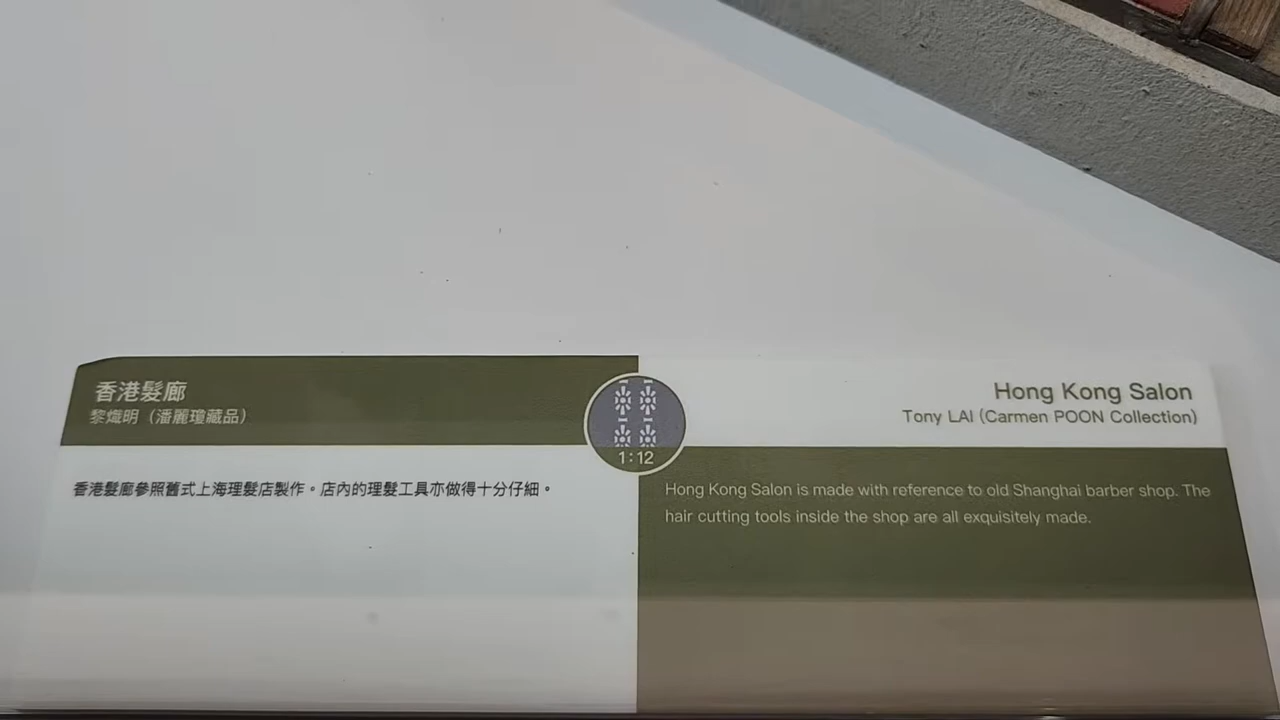 香港髮廊
黎熾明（潘麗瓊藏品）
香港髮廊參照舊式上海理髮店製作。店內的理髮工具亦做得十分仔細。
1:12
Hong Kong Salon
Tony LAI (Carmen POON Collection)
Hong Kong Salon is made with reference to old Shanghai barber shop. The
hair cutting tools inside the shop are all exquisitely made.